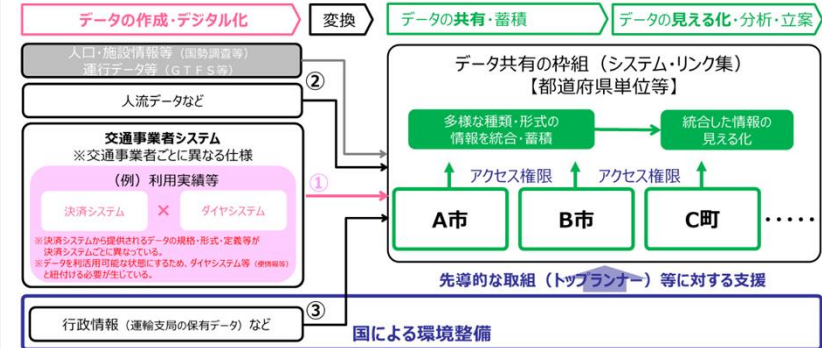 データの作成・デジタル化
変換
データの共有・蓄積
データの見える化・分析・立案
人口・施設情報等（国勢調査等）
運行データ等（GTFS等）
②
人流データなど
交通事業者システム
※交通事業者ごとに異なる仕様
（例）利用実績等
①
決済システム
×
ダイヤシステム
※決済システムから提供されるデータの規格・形式・定義等が
決済システムごとに異なっている。
※データを利活用可能な状態にするため、ダイヤシステム等（便情報等）
と紐付ける必要が生じている。
③
行政情報（運輸支局の保有データ）など
データ共有の枠組（システム・リンク集）
【都道府県単位等】
多様な種類・形式の
情報を統合・蓄積
統合した情報の
見える化
アクセス権限
アクセス権限
A市
B市
C町
・・・・・
先導的な取組（トップランナー）等に対する支援
国による環境整備